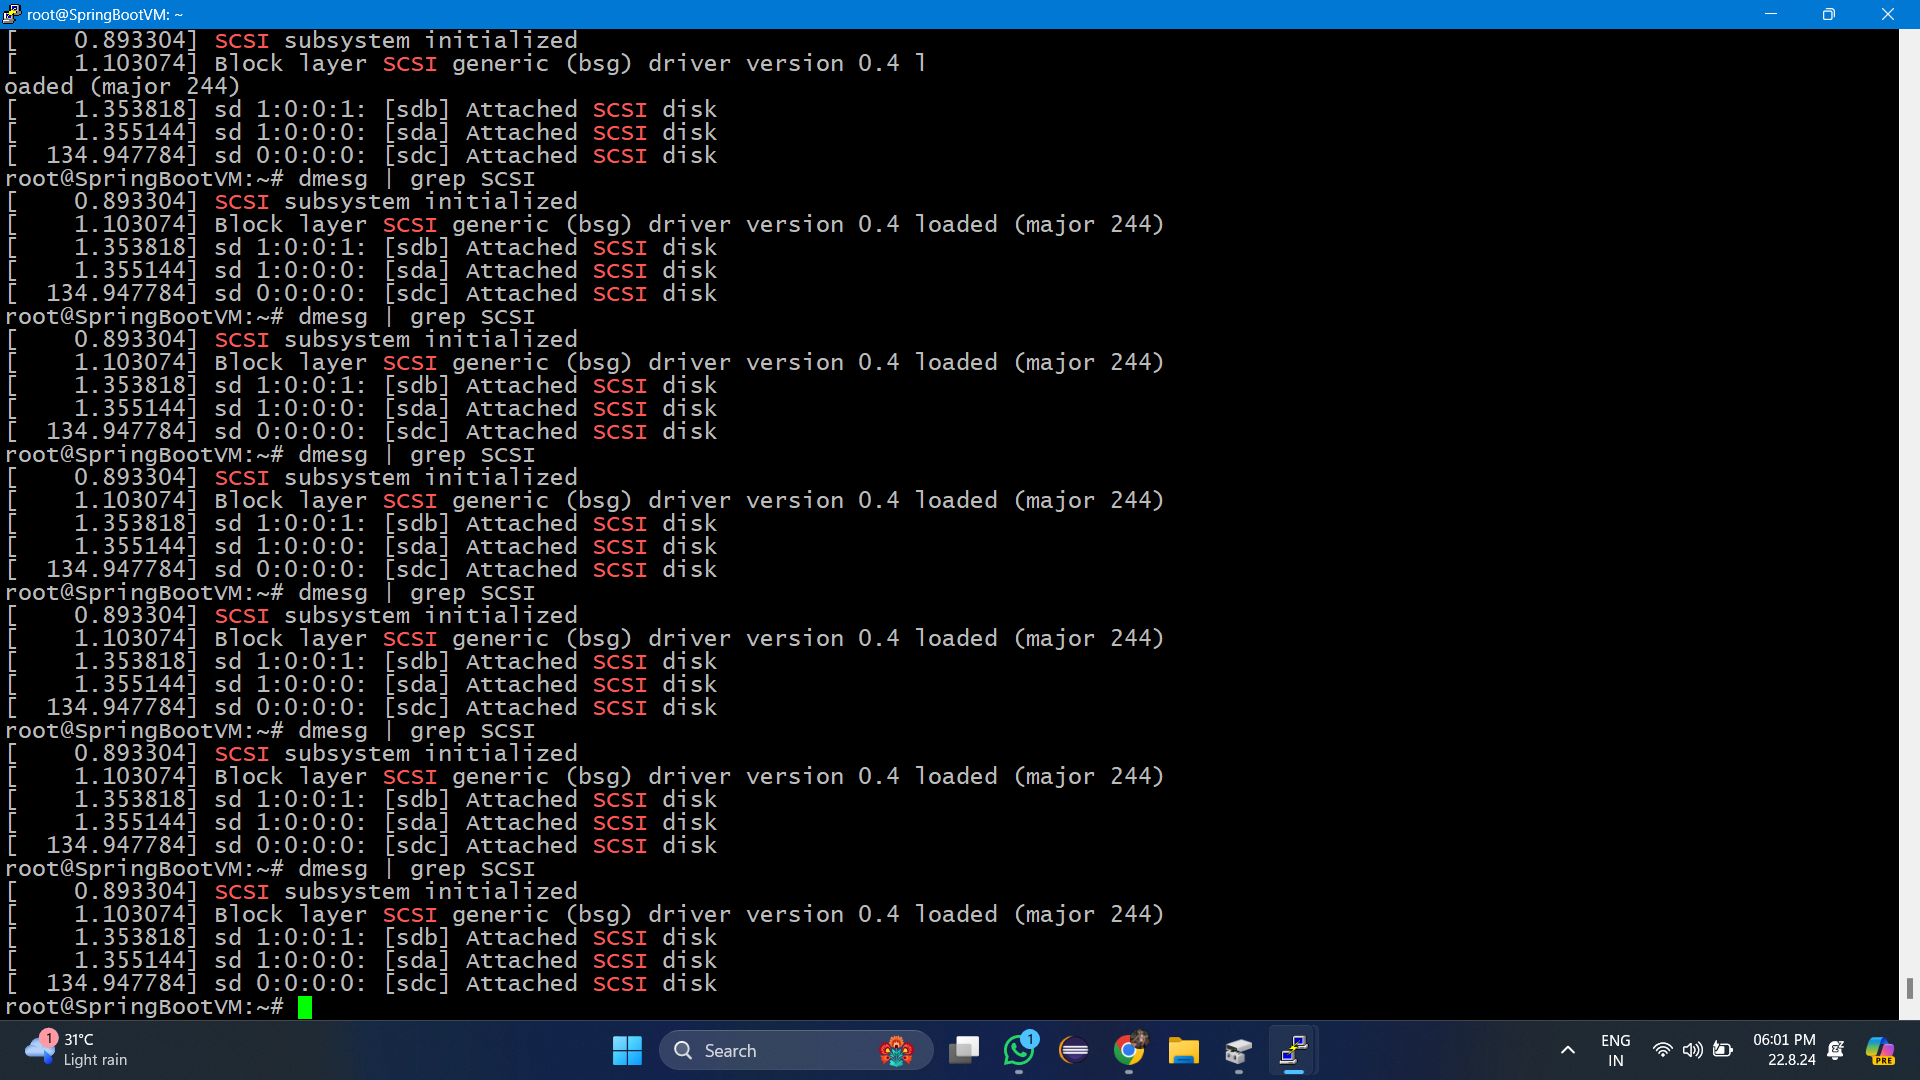 root@SpringBootVM: ~
[    0.893304] SCSI subsystem initialized
[    1.103074] Block layer SCSI generic (bsg) driver version 0.4 l
oaded (major 244)
[    1.353818] sd 1:0:0:1: [sdb] Attached SCSI disk
[    1.355144] sd 1:0:0:0: [sda] Attached SCSI disk
[  134.947784] sd 0:0:0:0: [sdc] Attached SCSI disk
root@SpringBootVM:~# dmesg | grep SCSI
[    0.893304] SCSI subsystem initialized
[    1.103074] Block layer SCSI generic (bsg) driver version 0.4 loaded (major 244)
[    1.353818] sd 1:0:0:1: [sdb] Attached SCSI disk
[    1.355144] sd 1:0:0:0: [sda] Attached SCSI disk
[  134.947784] sd 0:0:0:0: [sdc] Attached SCSI disk
root@SpringBootVM:~# dmesg | grep SCSI
[    0.893304] SCSI subsystem initialized
[    1.103074] Block layer SCSI generic (bsg) driver version 0.4 loaded (major 244)
[    1.353818] sd 1:0:0:1: [sdb] Attached SCSI disk
[    1.355144] sd 1:0:0:0: [sda] Attached SCSI disk
[  134.947784] sd 0:0:0:0: [sdc] Attached SCSI disk
root@SpringBootVM:~# dmesg | grep SCSI
[    0.893304] SCSI subsystem initialized
[    1.103074] Block layer SCSI generic (bsg) driver version 0.4 loaded (major 244)
[    1.353818] sd 1:0:0:1: [sdb] Attached SCSI disk
[    1.355144] sd 1:0:0:0: [sda] Attached SCSI disk
[  134.947784] sd 0:0:0:0: [sdc] Attached SCSI disk
root@SpringBootVM:~# dmesg | grep SCSI
[    0.893304] SCSI subsystem initialized
[    1.103074] Block layer SCSI generic (bsg) driver version 0.4 loaded (major 244)
[    1.353818] sd 1:0:0:1: [sdb] Attached SCSI disk
[    1.355144] sd 1:0:0:0: [sda] Attached SCSI disk
[  134.947784] sd 0:0:0:0: [sdc] Attached SCSI disk
root@SpringBootVM:~# dmesg | grep SCSI
[    0.893304] SCSI subsystem initialized
[    1.103074] Block layer SCSI generic (bsg) driver version 0.4 loaded (major 244)
[    1.353818] sd 1:0:0:1: [sdb] Attached SCSI disk
[    1.355144] sd 1:0:0:0: [sda] Attached SCSI disk
[  134.947784] sd 0:0:0:0: [sdc] Attached SCSI disk
root@SpringBootVM:~# dmesg | grep SCSI
[    0.893304] SCSI subsystem initialized
[    1.103074] Block layer SCSI generic (bsg) driver version 0.4 loaded (major 244)
[    1.353818] sd 1:0:0:1: [sdb] Attached SCSI disk
[    1.355144] sd 1:0:0:0: [sda] Attached SCSI disk
[  134.947784] sd 0:0:0:0: [sdc] Attached SCSI disk
root@SpringBootVM:~#
1
31°C
Light rain
Search
1
ENG
IN
06:01 PM
22.8.24
PRE